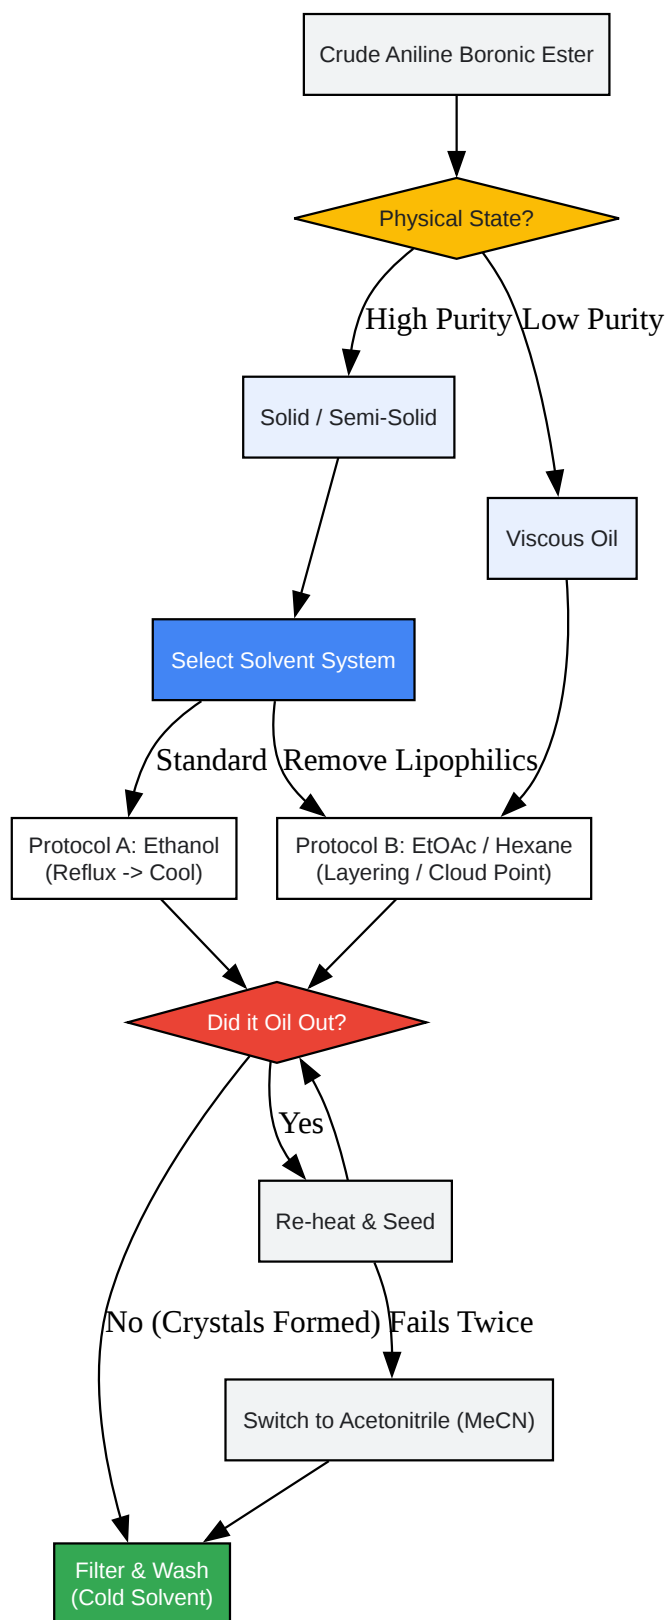 Crude Aniline Boronic Ester
Physical State?
High Purity
Low Purity
Solid / Semi-Solid
Viscous Oil
Select Solvent System
Standard
Remove Lipophilics
Protocol A: Ethanol
(Reflux -> Cool)
Protocol B: EtOAc / Hexane
(Layering / Cloud Point)
Did it Oil Out?
Yes
Re-heat & Seed
No (Crystals Formed)
Fails Twice
Switch to Acetonitrile (MeCN)
Filter & Wash
(Cold Solvent)